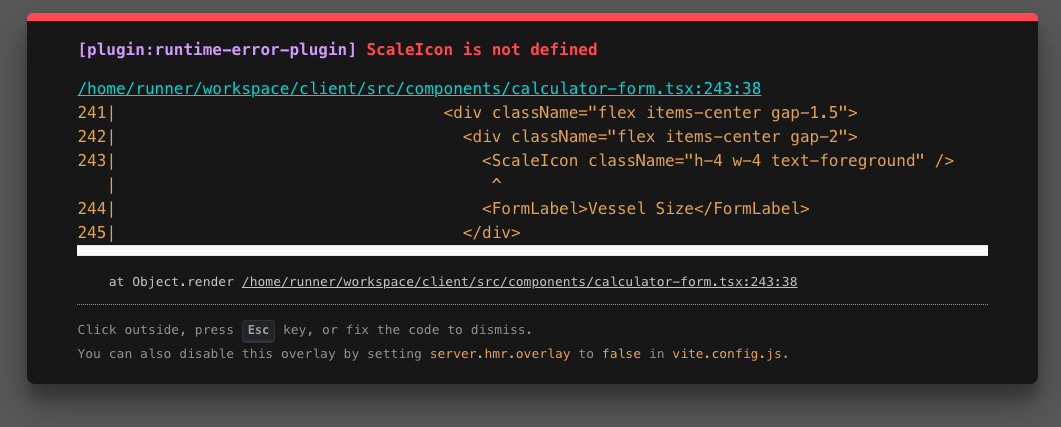 [plugin:runtime-error-plugin] ScaleIcon is not defined
/home/runner/workspace/client/src/components/calculator-form.tsx:243:38
241|                                  <div className="flex items-center gap-1.5">
242|                                    <div className="flex items-center gap-2">
243|                                      <ScaleIcon className="h-4 w-4 text-foreground" />
   |                                       ^
244|                                      <FormLabel>Vessel Size</FormLabel>
245|                                    </div>
at Object.render /home/runner/workspace/client/src/components/calculator-form.tsx:243:38
Click outside, press Esc key, or fix the code to dismiss.
You can also disable this overlay by setting server.hmr.overlay to false in vite.config.js.